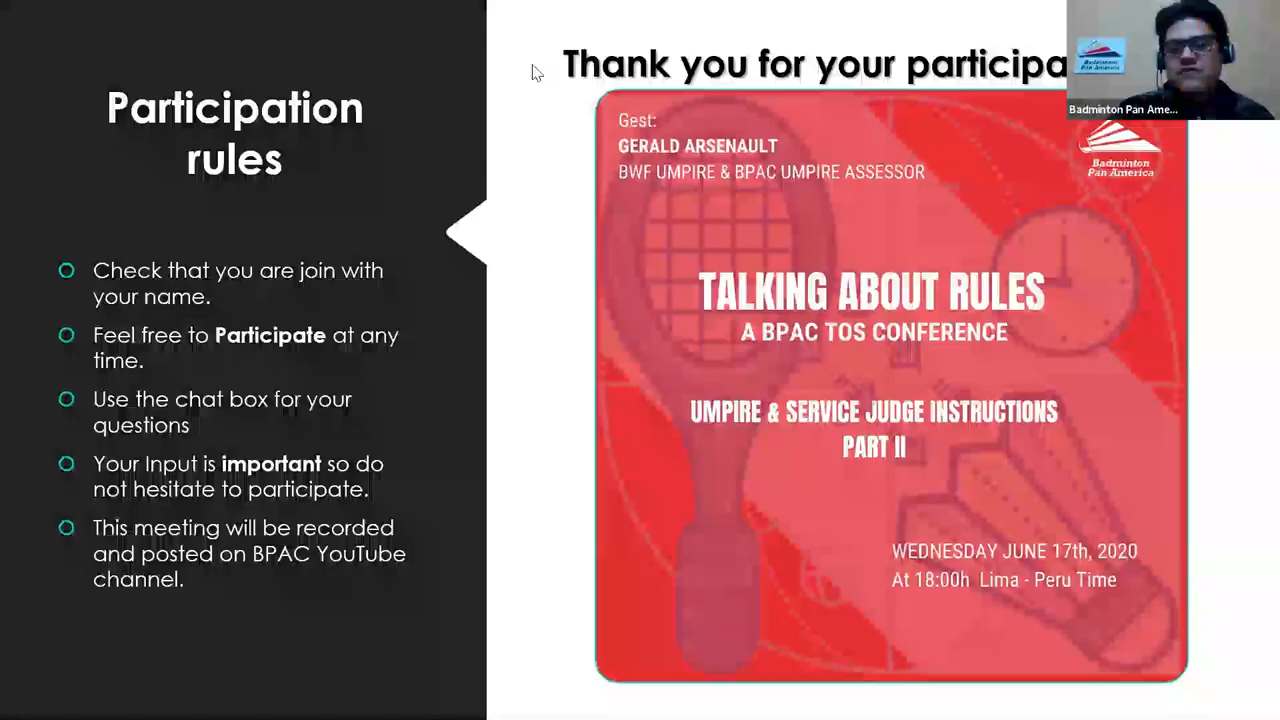 Participation
rules
Check that you are join with
your name.
Feel free to Participate at any
time.
Use the chat box for your
questions
Your Input is important so do
not hesitate to participate.
This meeting will be recorded
and posted on BPAC YouTube
channel.
Thank you for your participa
Gest:
GERALD ARSENAULT
BWF UMPIRE & BPAC UMPIRE ASSESSOR
Badminton
Pan America
TALKING ABOUT RULES
A BPAC TOS CONFERENCE
UMPIRE & SERVICE JUDGE INSTRUCTIONS
PART II
WEDNESDAY JUNE 17th, 2020
At 18:00h Lima - Peru Time
Badminton
Pan America
Badminton Pan Ame...